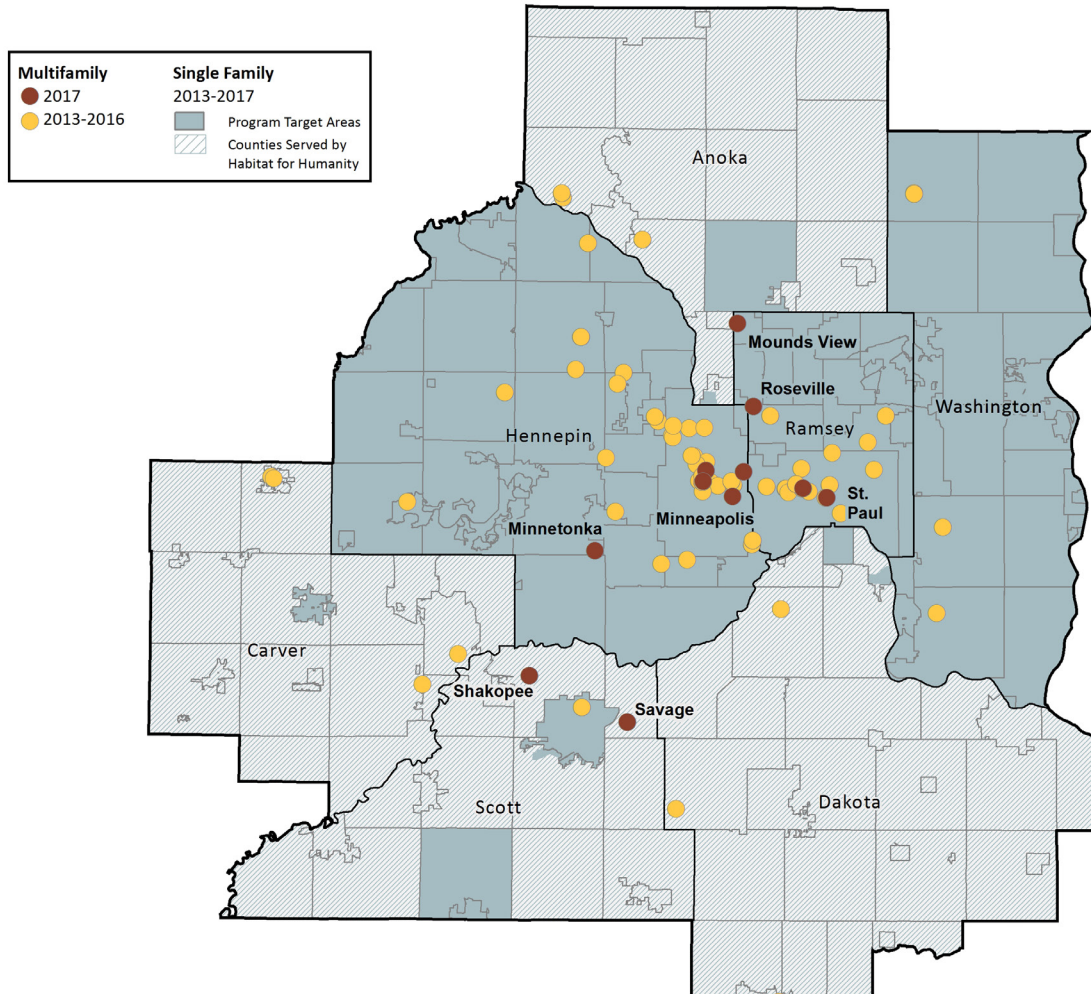 Multifamily
2017
2013-2016
Single Family
2013-2017
Program Target Areas
Counties Served by
Habitat for Humanity
Anoka
Mounds View
Roseville
Washington
Ramsey
Hennepin
St.
Paul
Minneapolis
Minnetonka
Carver
Shakopee
Savage
Scott
Dakota